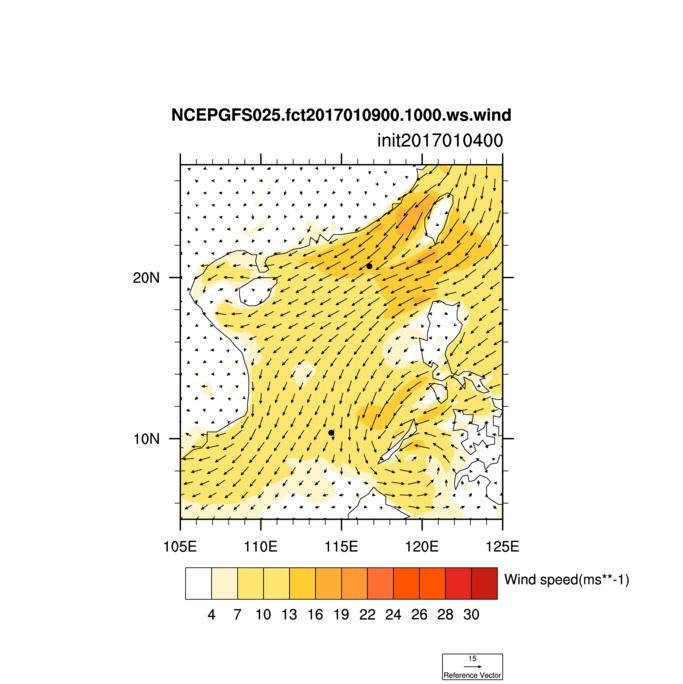 NCEPGFS025.fct2017010900.1000.ws.wind
init2017010400
20N
10N
105E 110E 115E 120E 125E
Wind speed(ms**-1)
4 7 10 13 16 19 22 24 26 28 30
15
Reference Vector